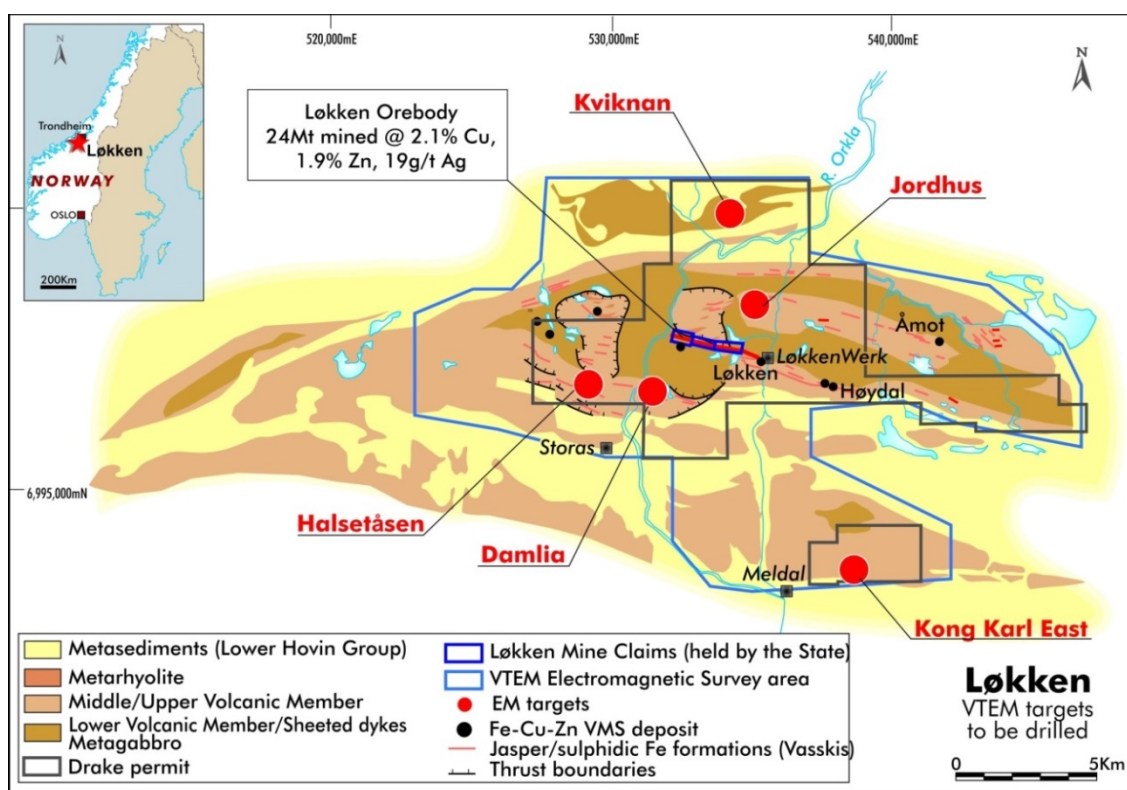 520,000mE
530,000mE
540,000mE
N
Trondheim
Løkken
NORWAY
OSLO
200Km
N
Løkken Orebody
24Mt mined @ 2.1% Cu,
1.9% Zn, 19g/t Ag
Kviknan
R. Orkla
Jordhus
Åmot
LøkkenWerk
Løkken
Høydal
Storas
6,995,000mN
Halsetåsen
Damlia
Meldal
Kong Karl East
Metasediments (Lower Hovin Group)
Metarhyolite
Middle/Upper Volcanic Member
Lower Volcanic Member/Sheeted dykes
Metagabbro
Drake permit
Løkken Mine Claims (held by the State)
VTEM Electromagnetic Survey area
EM targets
Fe-Cu-Zn VMS deposit
Jasper/sulphidic Fe formations (Vasskis)
Thrust boundaries
Løkken
VTEM targets
to be drilled
0 5Km